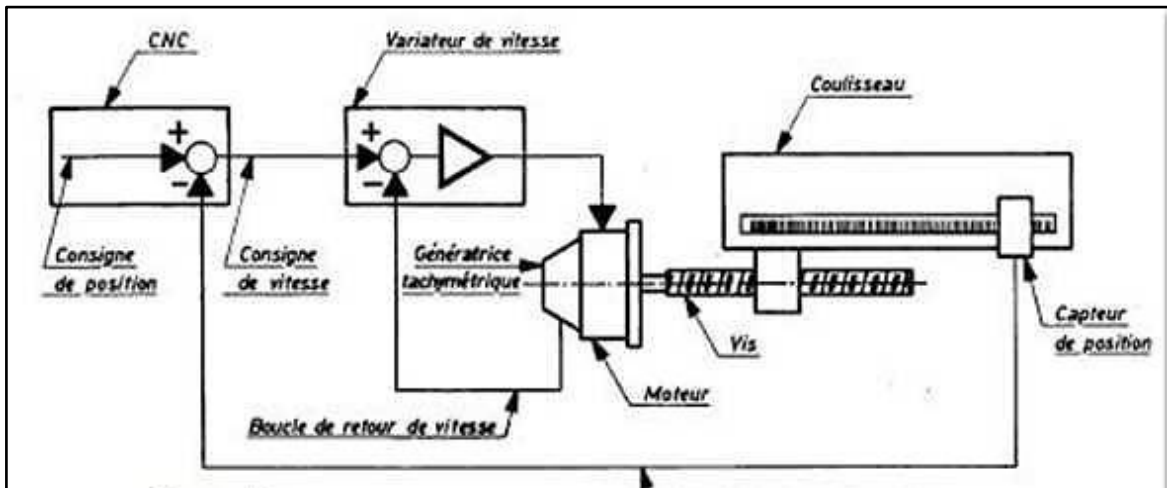 CNC
Variateur de vitesse
Coulisseau
+
-
+
-
Consigne
de position
Consigne
de vitesse
Génératrice
tachymétrique
Vis
Moteur
Capteur
de position
Boucle de retour de vitesse